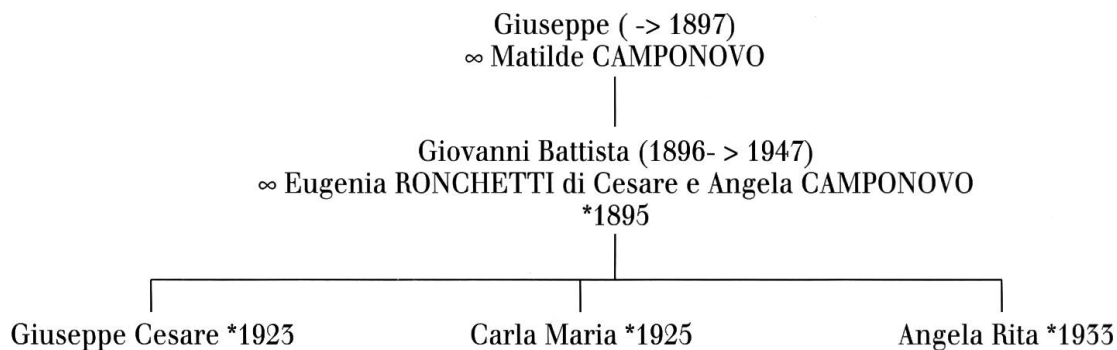 Giuseppe ( -> 1897)
∞ Matilde CAMPONOVO
Giovanni Battista (1896- > 1947)
∞ Eugenia RONCHETTI di Cesare e Angela CAMPONOVO
*1895
Giuseppe Cesare *1923
Carla Maria *1925
Angela Rita *1933